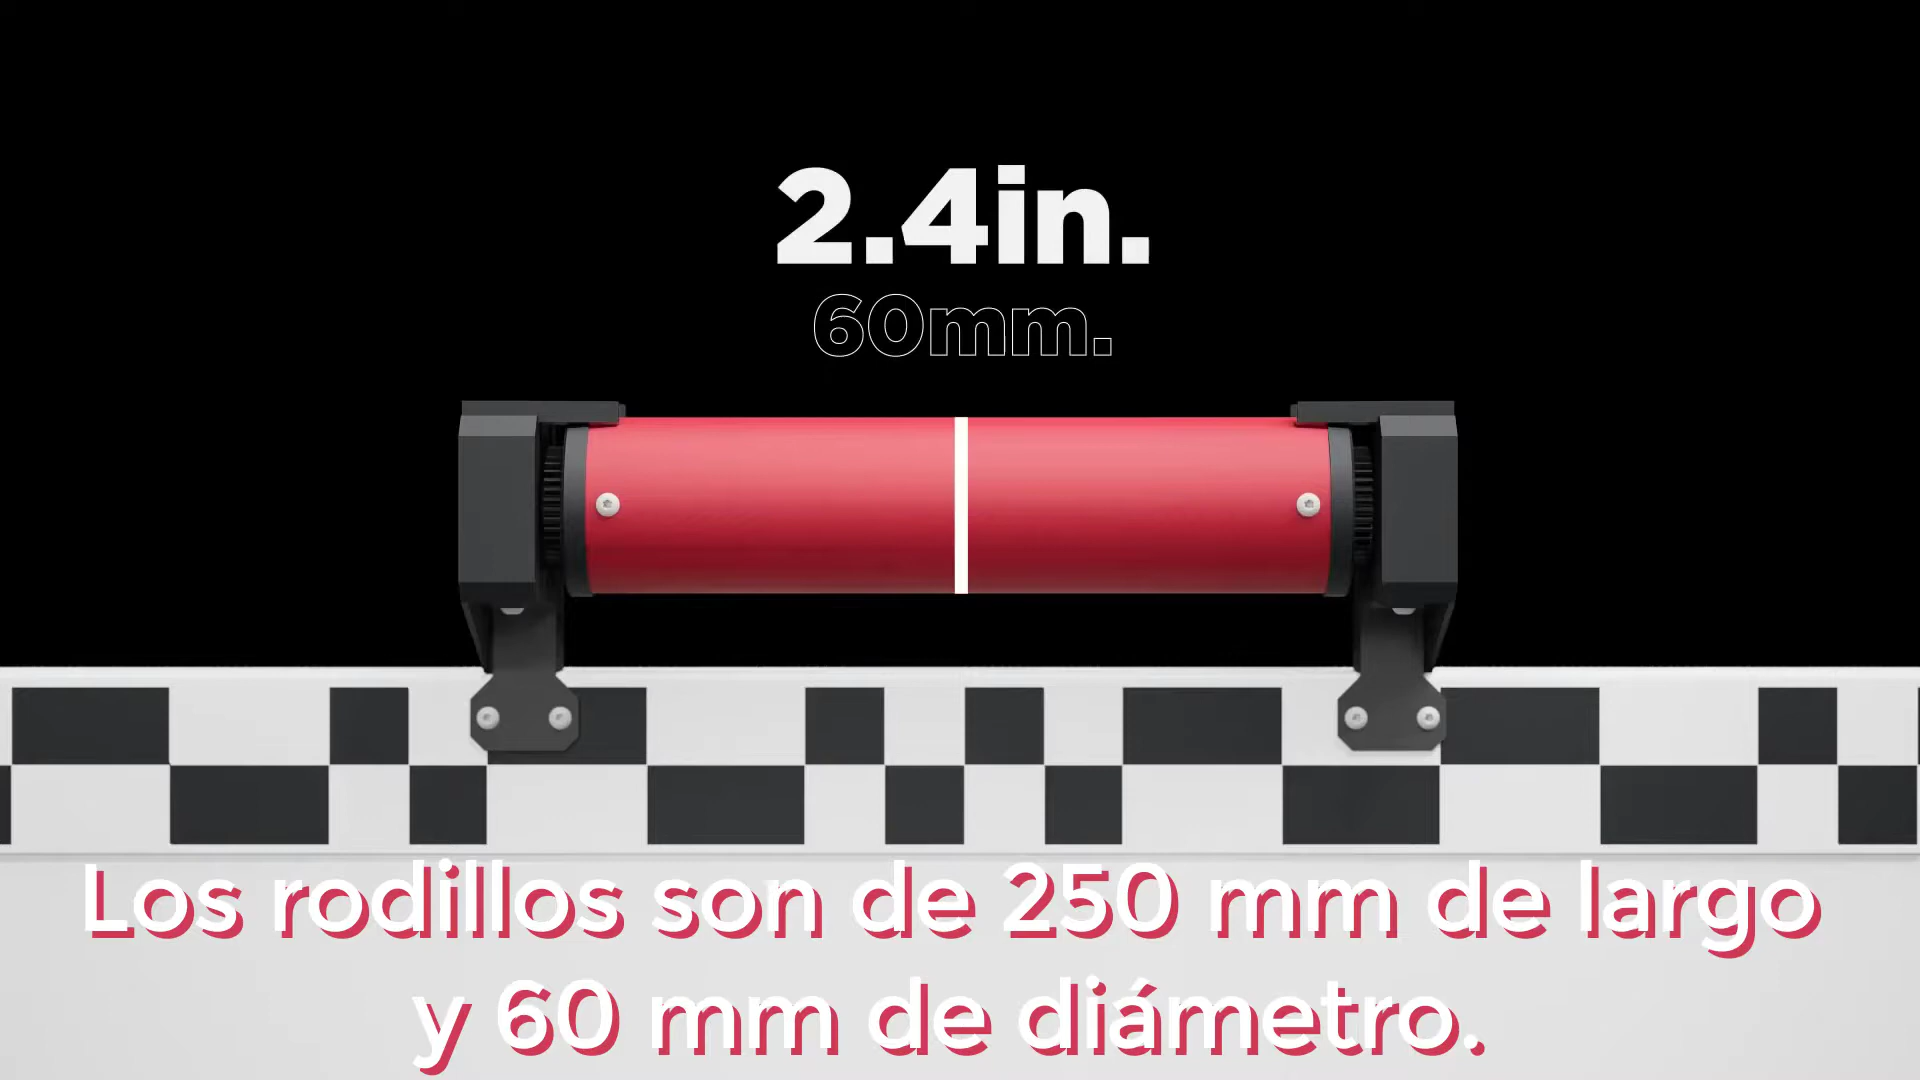 2.4in.
60mm.
Los rodillos son de 250 mm de largo
y 60 mm de diámetro.